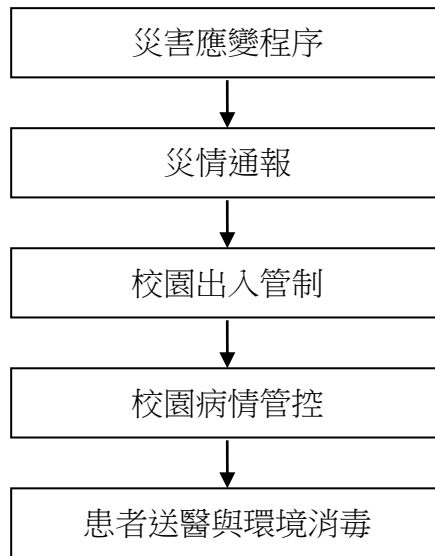 災害應變程序
災情通報
校園出入管制
校園病情管控
患者送醫與環境消毒